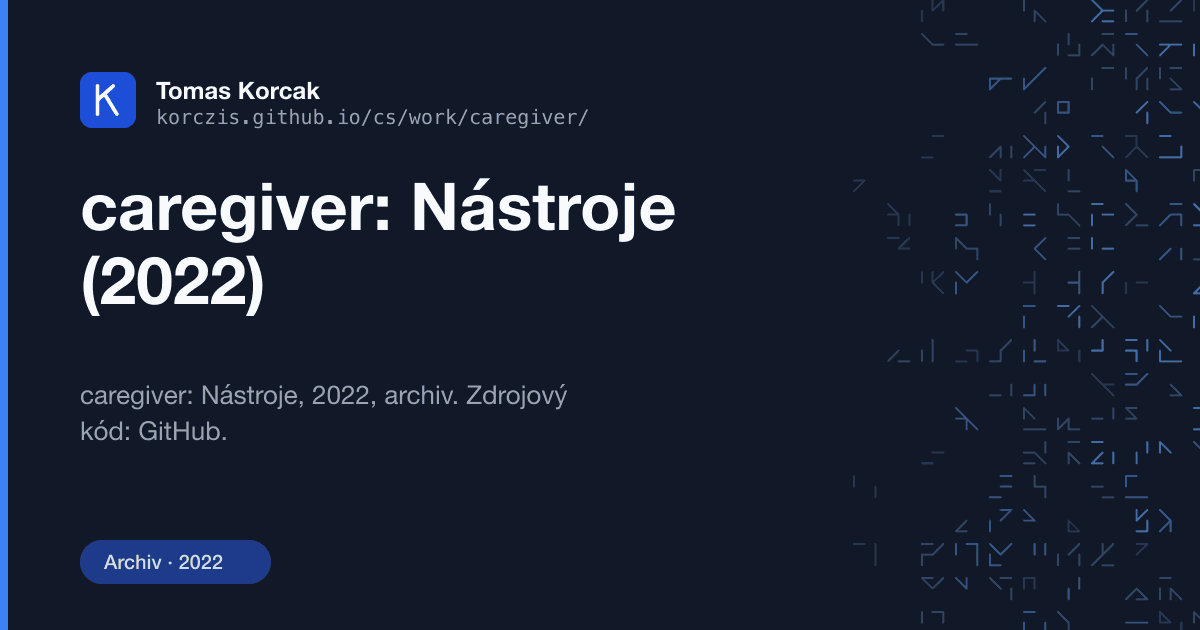 K
Tomas Korcak
korczis.github.io/cs/work/caregiver/
caregiver: Nástroje
(2022)
caregiver: Nástroje, 2022, archiv. Zdrojový
kód: GitHub.
Archiv · 2022